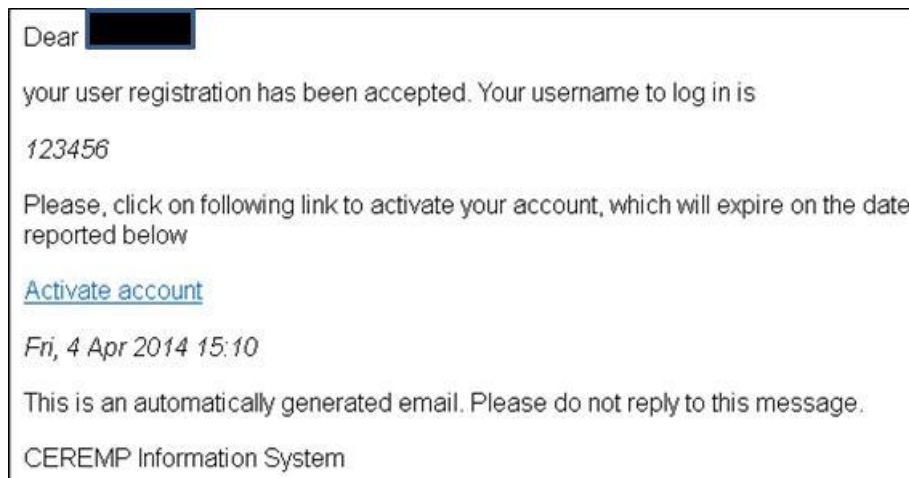 Dear
your user registration has been accepted. Your username to log in is
123456
Please, click on following link to activate your account, which will expire on the date
reported below
Activate account
Fri, 4 Apr 2014 15:10
This is an automatically generated email. Please do not reply to this message.
CEREMP Information System